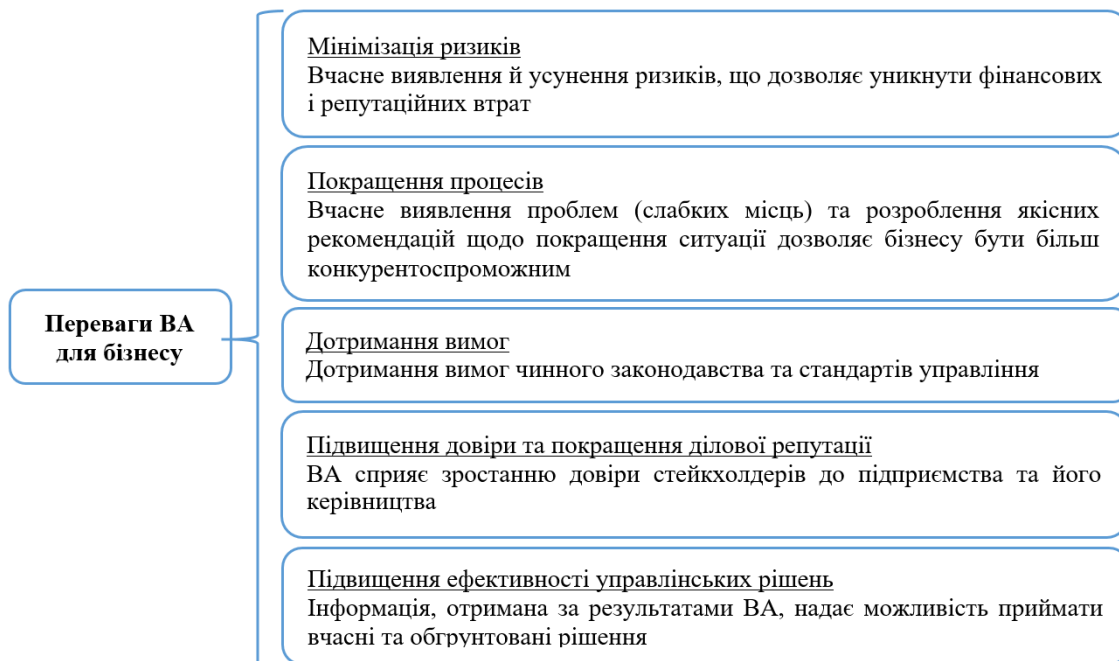 Мінімізація ризиків
Вчасне виявлення й усунення ризиків, що дозволяє уникнути фінансових
і репутаційних втрат
Покращення процесів
Вчасне виявлення проблем (слабких місць) та розроблення якісних
рекомендацій щодо покращення ситуації дозволяє бізнесу бути більш
конкурентоспроможним
Переваги ВА
для бізнесу
Дотримання вимог
Дотримання вимог чинного законодавства та стандартів управління
Підвищення довіри та покращення ділової репутації
ВА сприяє зростанню довіри стейкхолдерів до підприємства та його
керівництва
Підвищення ефективності управлінських рішень
Інформація, отримана за результатами ВА, надає можливість приймати
вчасні та обгрунтовані рішення